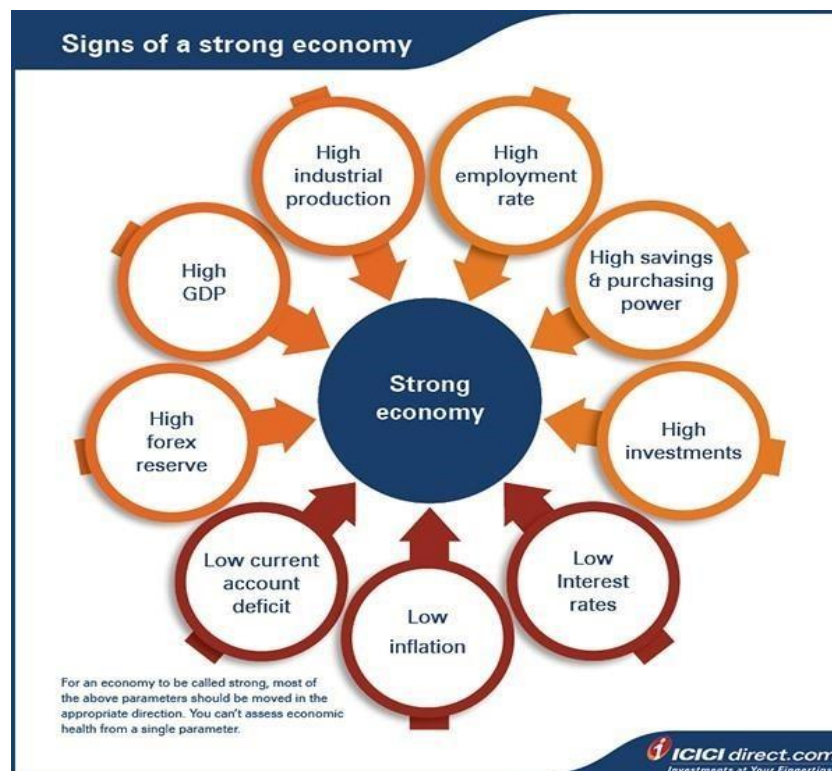 Signs of a strong economy
High
industrial
production
High
employment
rate
High
GDP
High savings
& purchasing
power
Strong
economy
High
forex
reserve
High
investments
Low current
account
deficit
Low
inflation
Low
Interest
rates
For an economy to be called strong, most of
the above parameters should be moved in the
appropriate direction. You can't assess economic
health from a single parameter.
i ICICI direct.com
Investments at Your